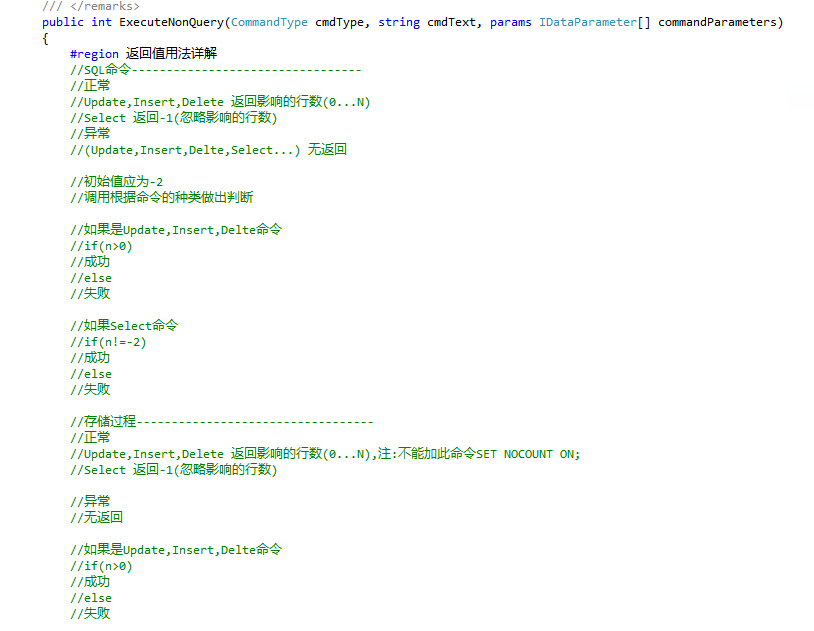 /// </remarks>
public int ExecuteNonQuery(CommandType cmdType, string cmdText, params IDataParameter[] commandParameters)
{
#region 返回值用法详解
//SQL命令---------------------------------
//正常
//Update,Insert,Delete 返回影响的行数(0...N)
//Select 返回-1(忽略影响的行数)
//异常
//(Update,Insert,Delte,Select...) 无返回
//初始值应为-2
//调用根据命令的种类做出判断
//如果是Update,Insert,Delte命令
//if(n>0)
//成功
//else
//失败
//如果Select命令
//if(n!=-2)
//成功
//else
//失败
//存储过程----------------------------------
//正常
//Update,Insert,Delete 返回影响的行数(0...N),注:不能加此命令SET NOCOUNT ON;
//Select 返回-1(忽略影响的行数)
//异常
//无返回
//如果是Update,Insert,Delte命令
//if(n>0)
//成功
//else
//失败